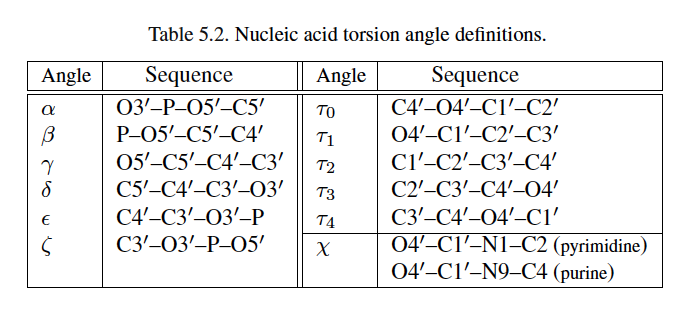 Table 5.2. Nucleic acid torsion angle definitions.
Angle Sequence Angle Sequence
α O3′–P–O5′–C5′ τ0 C4′–O4′–C1′–C2′
β P–O5′–C5′–C4′ τ1 O4′–C1′–C2′–C3′
γ O5′–C5′–C4′–C3′ τ2 C1′–C2′–C3′–C4′
δ C5′–C4′–C3′–O3′ τ3 C2′–C3′–C4′–O4′
ϵ C4′–C3′–O3′–P τ4 C3′–C4′–O4′–C1′
ζ C3′–O3′–P–O5′ χ O4′–C1′–N1–C2 (pyrimidine)
O4′–C1′–N9–C4 (purine)